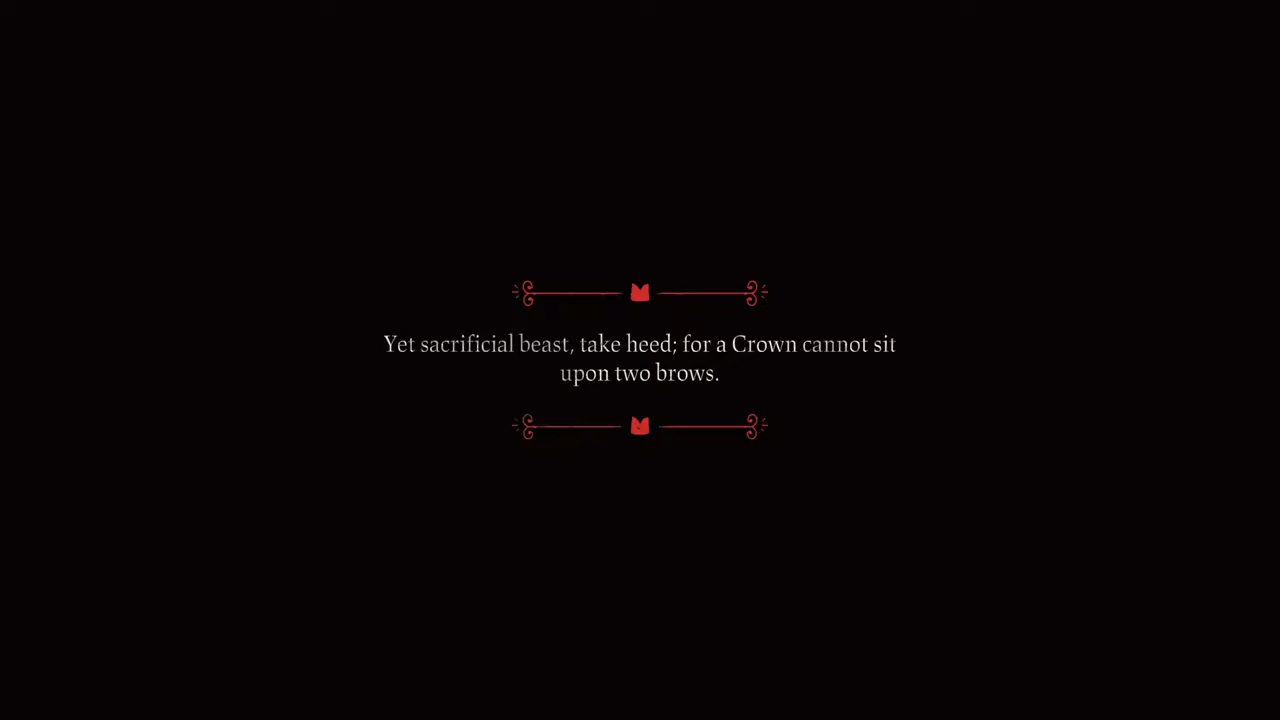 Yet sacrificial beast, take heed; for a Crown cannot sit
upon two brows.